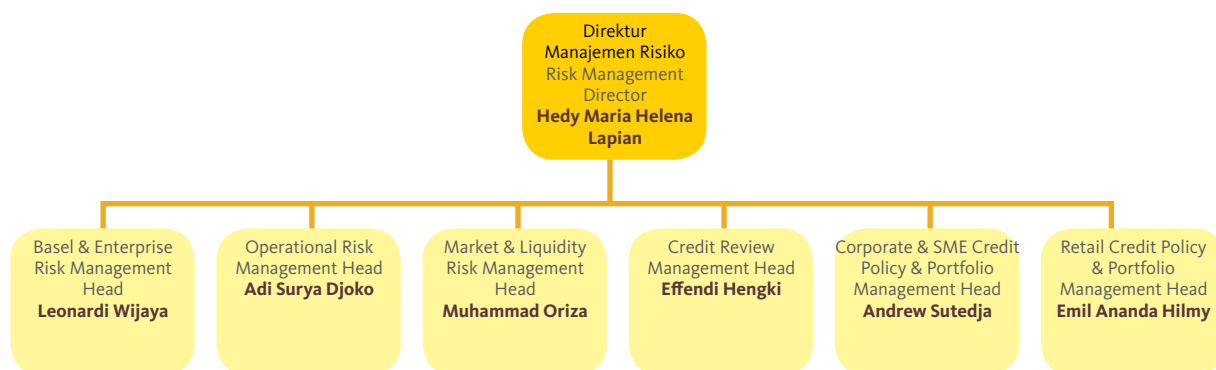 Direktur
Manajemen Risiko
Risk Management
Director
Hedy Maria Helena
Lapian
Basel & Enterprise
Risk Management
Head
Leonardi Wijaya
Operational Risk
Management Head
Adi Surya Djoko
Market & Liquidity
Risk Management
Head
Muhammad Oriza
Credit Review
Management Head
Effendi Hengki
Corporate & SME Credit
Policy & Portfolio
Management Head
Andrew Sutedja
Retail Credit Policy
& Portfolio
Management Head
Emil Ananda Hilmy